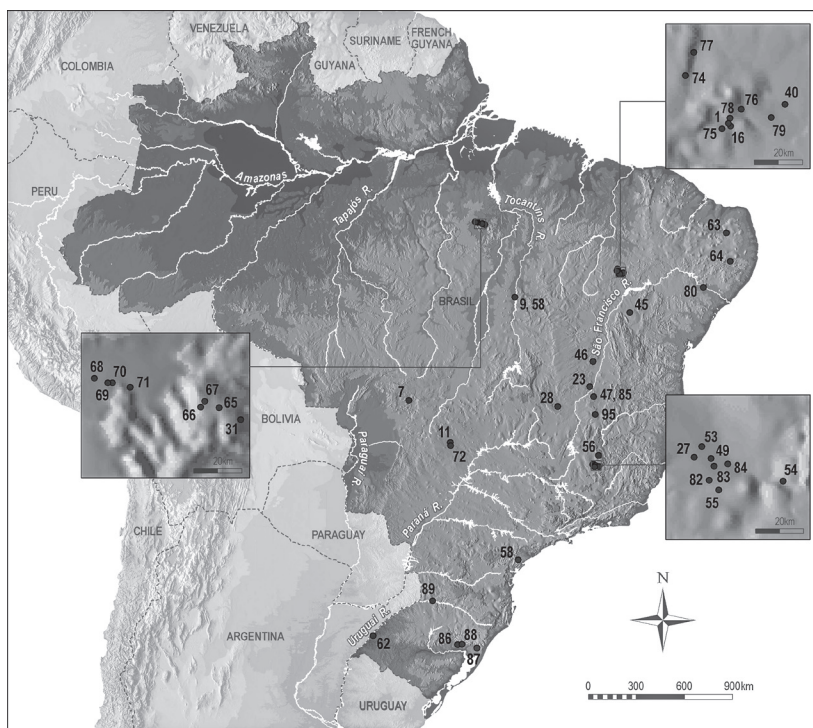 VENEZUELA
SURINAME
FRENCH
GUYANA
COLOMBIA
GUYANA
77
74
76
40
78
1
79
75
16
20km
Amazonas R.
PERU
Tapajós R.
Tocantins R.
63
64
BRASIL
9, 58
São Francisco R.
80
45
68
70
71
69
67
65
66
31
20km
46
23
47, 85
7
28
95
BOLIVIA
11
72
56
53
49
27
84
54
82
83
55
20km
Paraguai R.
Paraná R.
CHILE
PARAGUAY
58
89
Uruguai R.
ARGENTINA
62
86
88
87
N
URUGUAY
0
300
600
900km